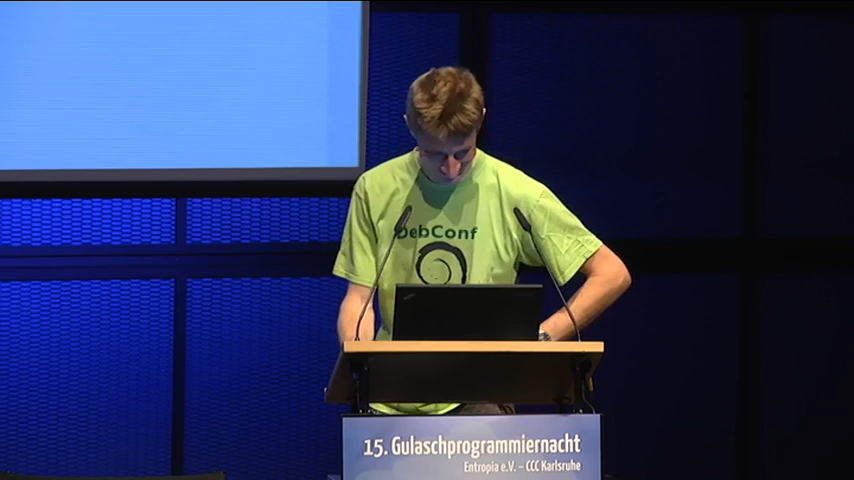 DebConf
15. Gulaschprogrammiernacht
Entropia e.V. – CCC Karlsruhe